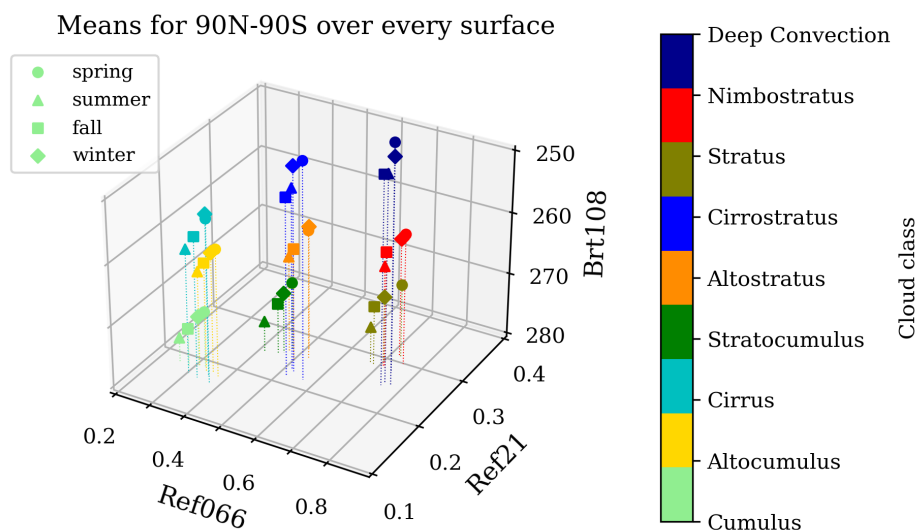 Means for 90N-90S over every surface
spring
summer
fall
winter
250
260
270
280
Brt108
0.2
0.4
0.6
0.8
Ref066
0.1
0.2
0.3
0.4
Ref21
Deep Convection
Nimbostratus
Stratus
Cirrostratus
Altostratus
Stratocumulus
Cirrus
Altocumulus
Cumulus
Cloud class